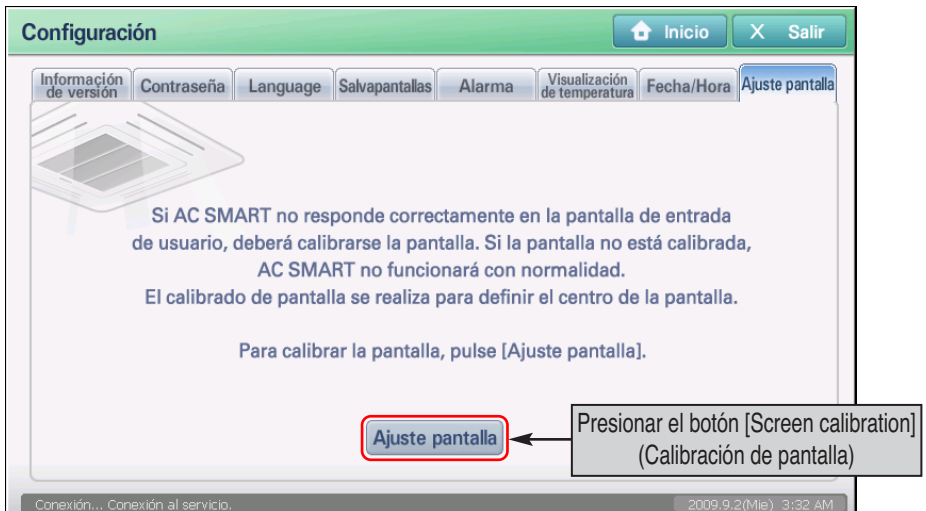 Configuración
Inicio
X Salir
Información
de versión
Contraseña
Language
Salvapantallas
Alarma
Visualización
de temperatura
Fecha/Hora
Ajuste pantalla
Si AC SMART no responde correctamente en la pantalla de entrada
de usuario, deberá calibrarse la pantalla. Si la pantalla no está calibrada,
AC SMART no funcionará con normalidad.
El calibrado de pantalla se realiza para definir el centro de la pantalla.
Para calibrar la pantalla, pulse [Ajuste pantalla].
Ajuste pantalla
Presionar el botón [Screen calibration]
(Calibración de pantalla)
Conexión... Conexión al servicio.
2009.9.2(Mie) 3:32 AM